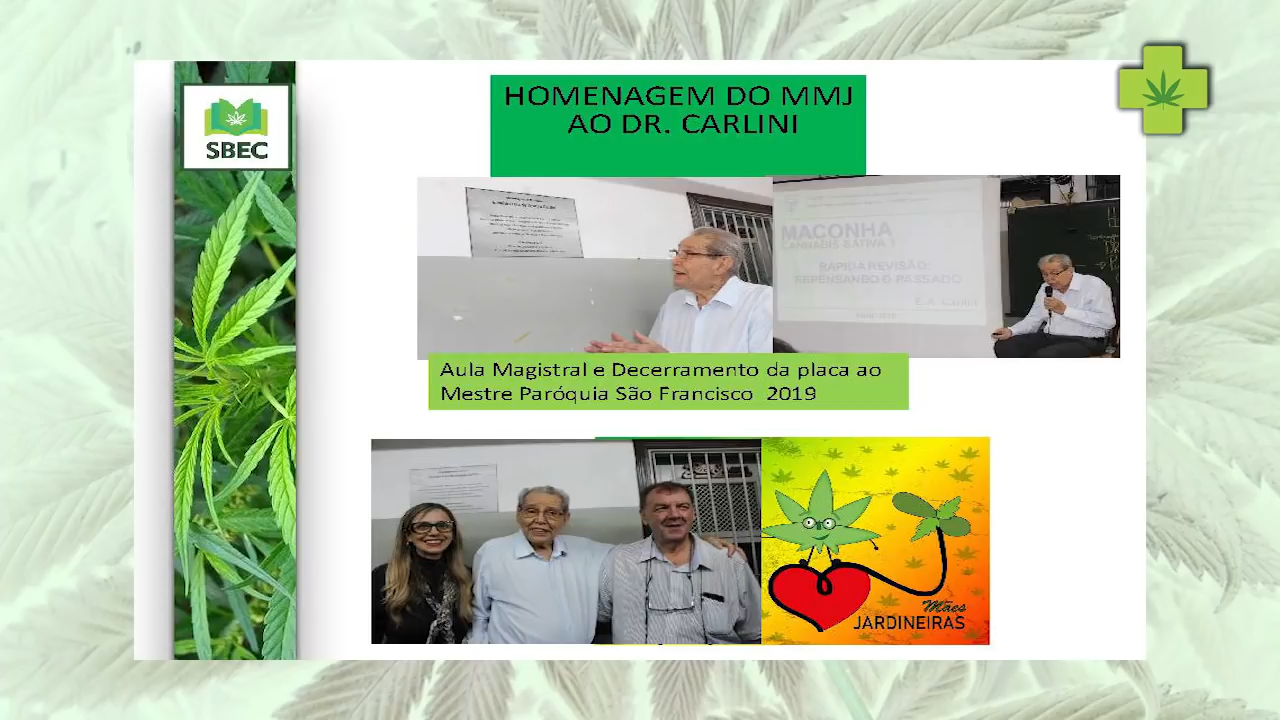 HOMENAGEM DO MMJ
AO DR. CARLINI
SBEC
MACONHA
CANNABIS SATIVA
RÁPIDA REVISÃO:
REPENSANDO O PASSADO
E. A. Carlini
Aula Magistral e Decerramento da placa ao
Mestre Paróquia São Francisco 2019
Mães
JARDINEIRAS